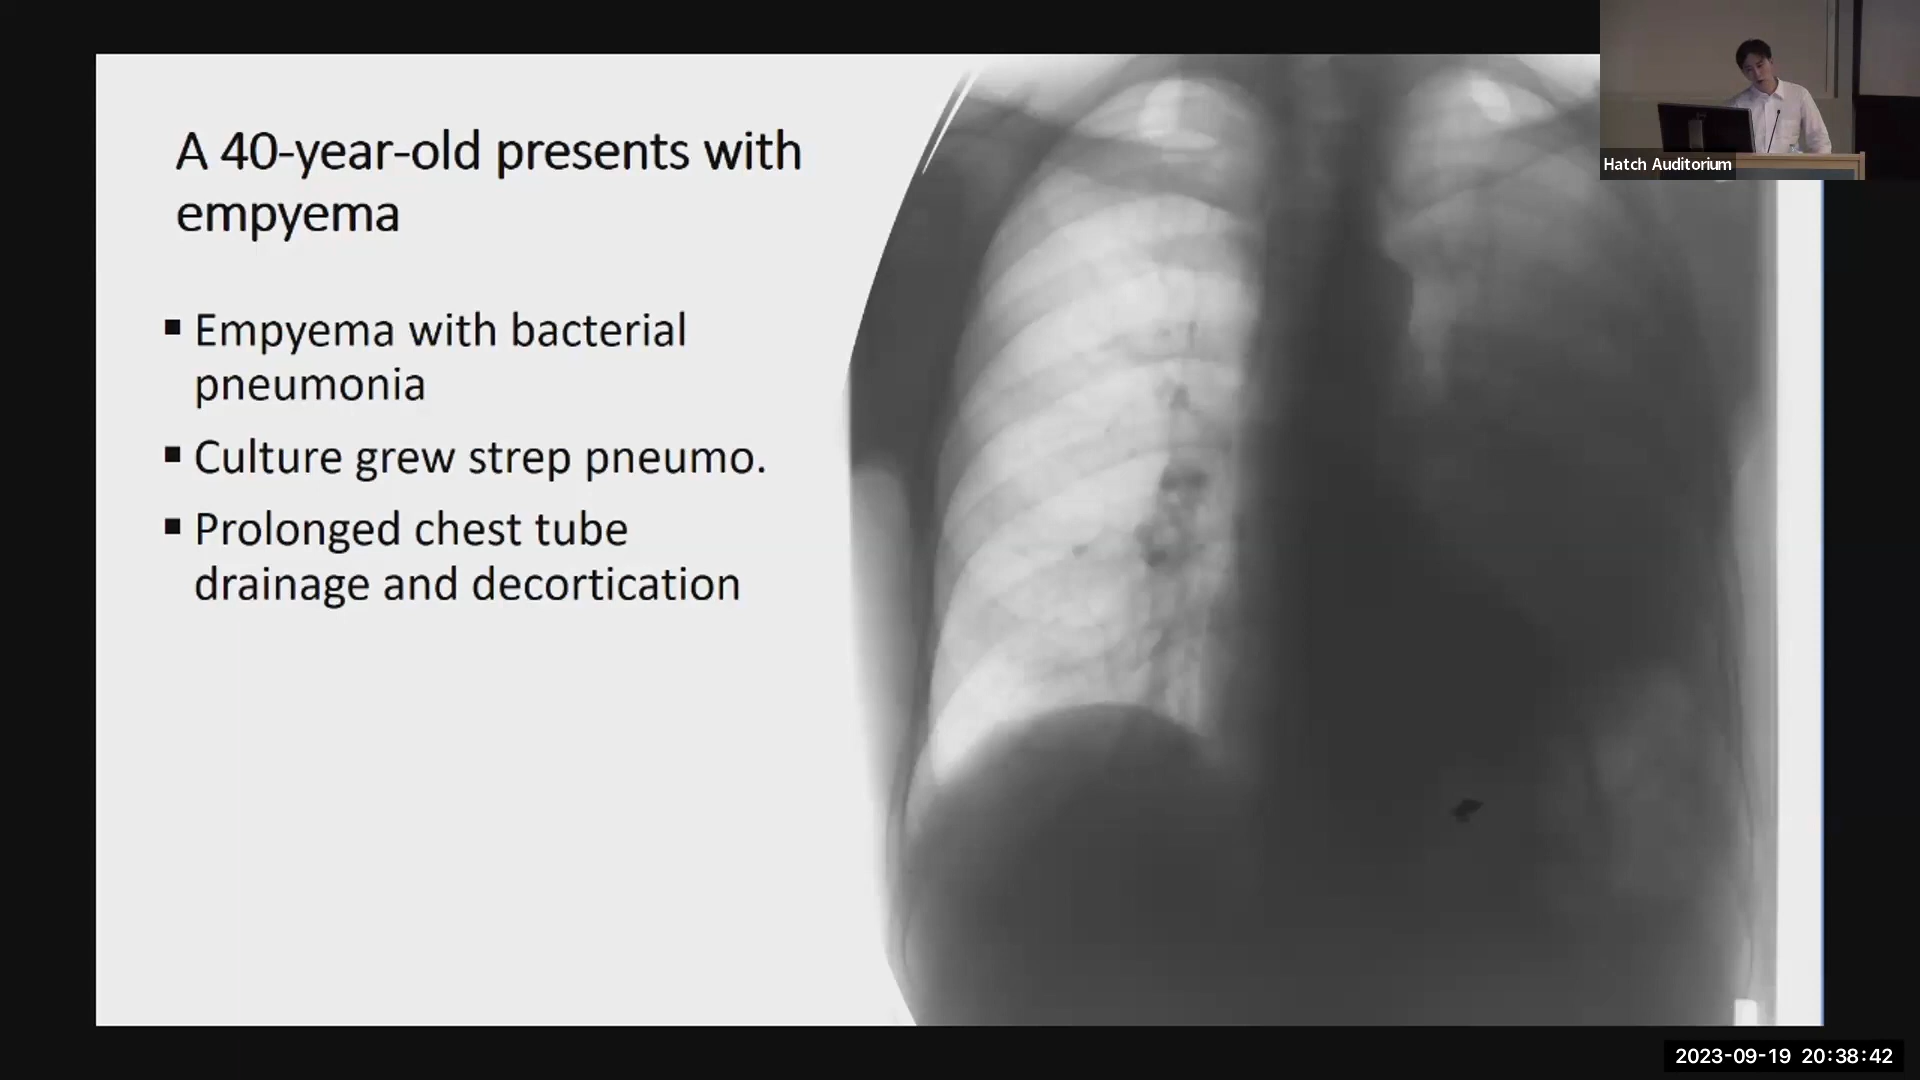 A 40-year-old presents with
empyema
▪ Empyema with bacterial
pneumonia
▪ Culture grew strep pneumo.
▪ Prolonged chest tube
drainage and decortication
Hatch Auditorium
2023-09-19 20:38:42